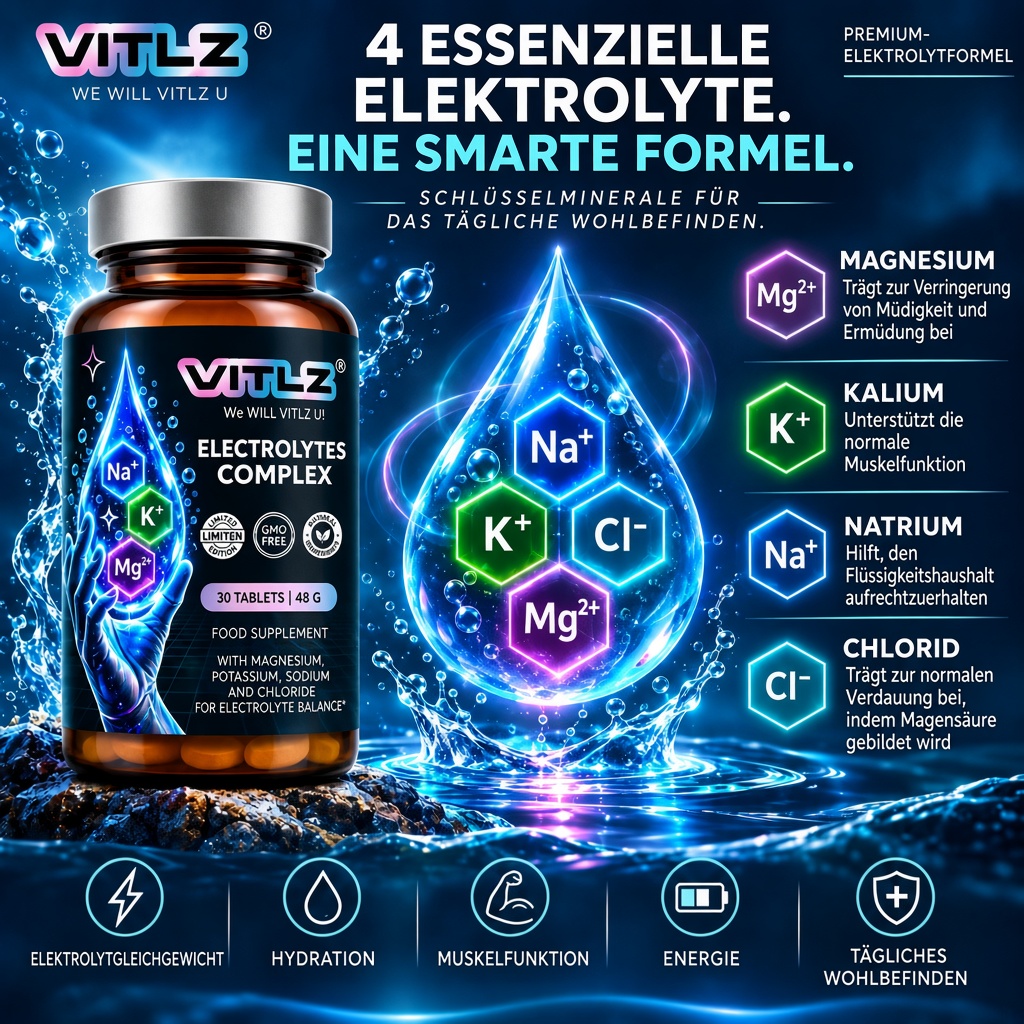 VITLZ®
WE WILL VITLZ U
4 ESSENZIELLE
ELEKTROLYTE.
EINE SMARTE FORMEL.
SCHLÜSSELMINERALE FÜR
DAS TÄGLICHE WOHLBEFINDEN.
PREMIUM-
ELEKTROLYTFORMEL
VITLZ®
We WILL VITLZ U!
ELECTROLYTES
COMPLEX
Na⁺
K⁺
Mg²⁺
LIMITED
LIMITEN
EDITION
GMO
FREE
30 TABLETS | 48 G
FOOD SUPPLEMENT
WITH MAGNESIUM,
POTASSIUM, SODIUM
AND CHLORIDE
FOR ELECTROLYTE BALANCE*
Na⁺
K⁺
Cl⁻
Mg²⁺
Mg²⁺
MAGNESIUM
Trägt zur Verringerung
von Müdigkeit und
Ermüdung bei
K⁺
KALIUM
Unterstützt die
normale
Muskelfunktion
Na⁺
NATRIUM
Hilft, den
Flüssigkeitshaushalt
aufrechtzuerhalten
Cl⁻
CHLORID
Trägt zur normalen
Verdauung bei,
indem Magensäure
gebildet wird
ELEKTROLYTGLEICHGEWICHT
HYDRATION
MUSKELFUNKTION
ENERGIE
TÄGLICHES
WOHLBEFINDEN